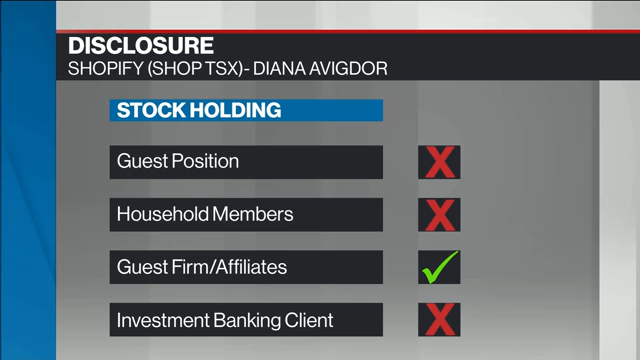 DISCLOSURE
SHOPIFY (SHOP TSX)- DIANA AVIGDOR
STOCK HOLDING
Guest Position X
Household Members X
Guest Firm/Affiliates ✓
Investment Banking Client X